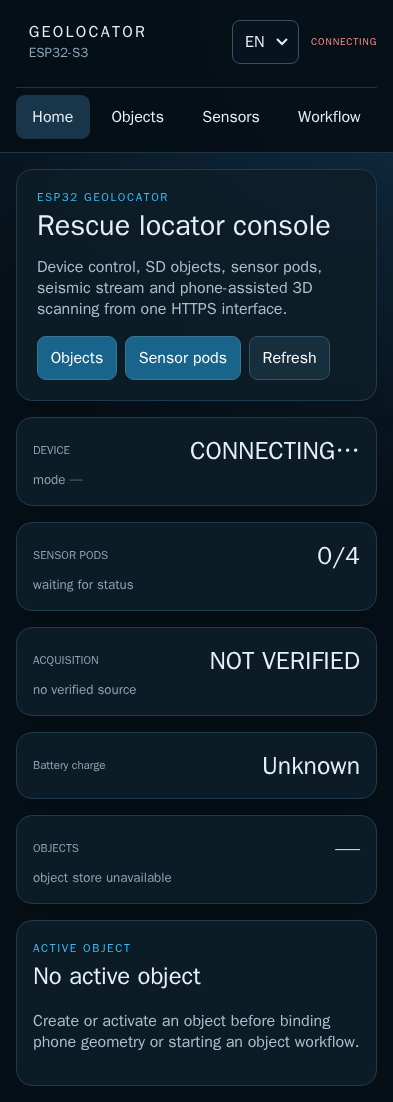 GEOLOCATOR
ESP32-S3
EN
CONNECTING
Home
Objects
Sensors
Workflow
ESP32 GEOLOCATOR
Rescue locator console
Device control, SD objects, sensor pods,
seismic stream and phone-assisted 3D
scanning from one HTTPS interface.
Objects
Sensor pods
Refresh
DEVICE
CONNECTING···
mode —
SENSOR PODS
0/4
waiting for status
ACQUISITION
NOT VERIFIED
no verified source
Battery charge
Unknown
OBJECTS
—
object store unavailable
ACTIVE OBJECT
No active object
Create or activate an object before binding
phone geometry or starting an object workflow.